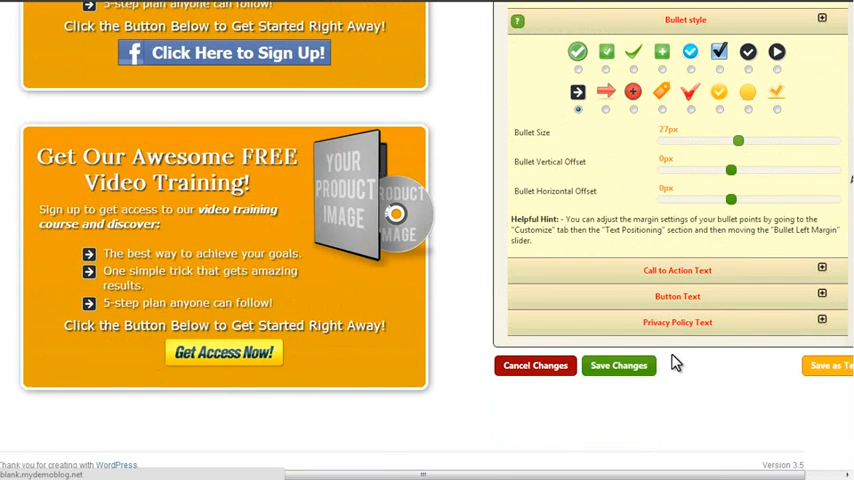 5-step plan anyone can follow!
Click the Button Below to Get Started Right Away!
f Click Here to Sign Up!
Get Our Awesome FREE
Video Training!
Sign up to get access to our video training
course and discover:
The best way to achieve your goals.
One simple trick that gets amazing
results.
5-step plan anyone can follow!
Click the Button Below to Get Started Right Away!
Get Access Now!
YOUR
PRODUCT
IMAGE
PRODUCT
IMAGE
Thank you for creating with WordPress.
blank.mydemoblog.net
? Bullet style
Bullet Size 27px
Bullet Vertical Offset 0px
Bullet Horizontal Offset 0px
Helpful Hint: - You can adjust the margin settings of your bullet points by going to the
"Customize" tab then the "Text Positioning" section and then moving the "Bullet Left Margin"
slider.
Call to Action Text
Button Text
Privacy Policy Text
Cancel Changes Save Changes Save as Te
Version 3.5